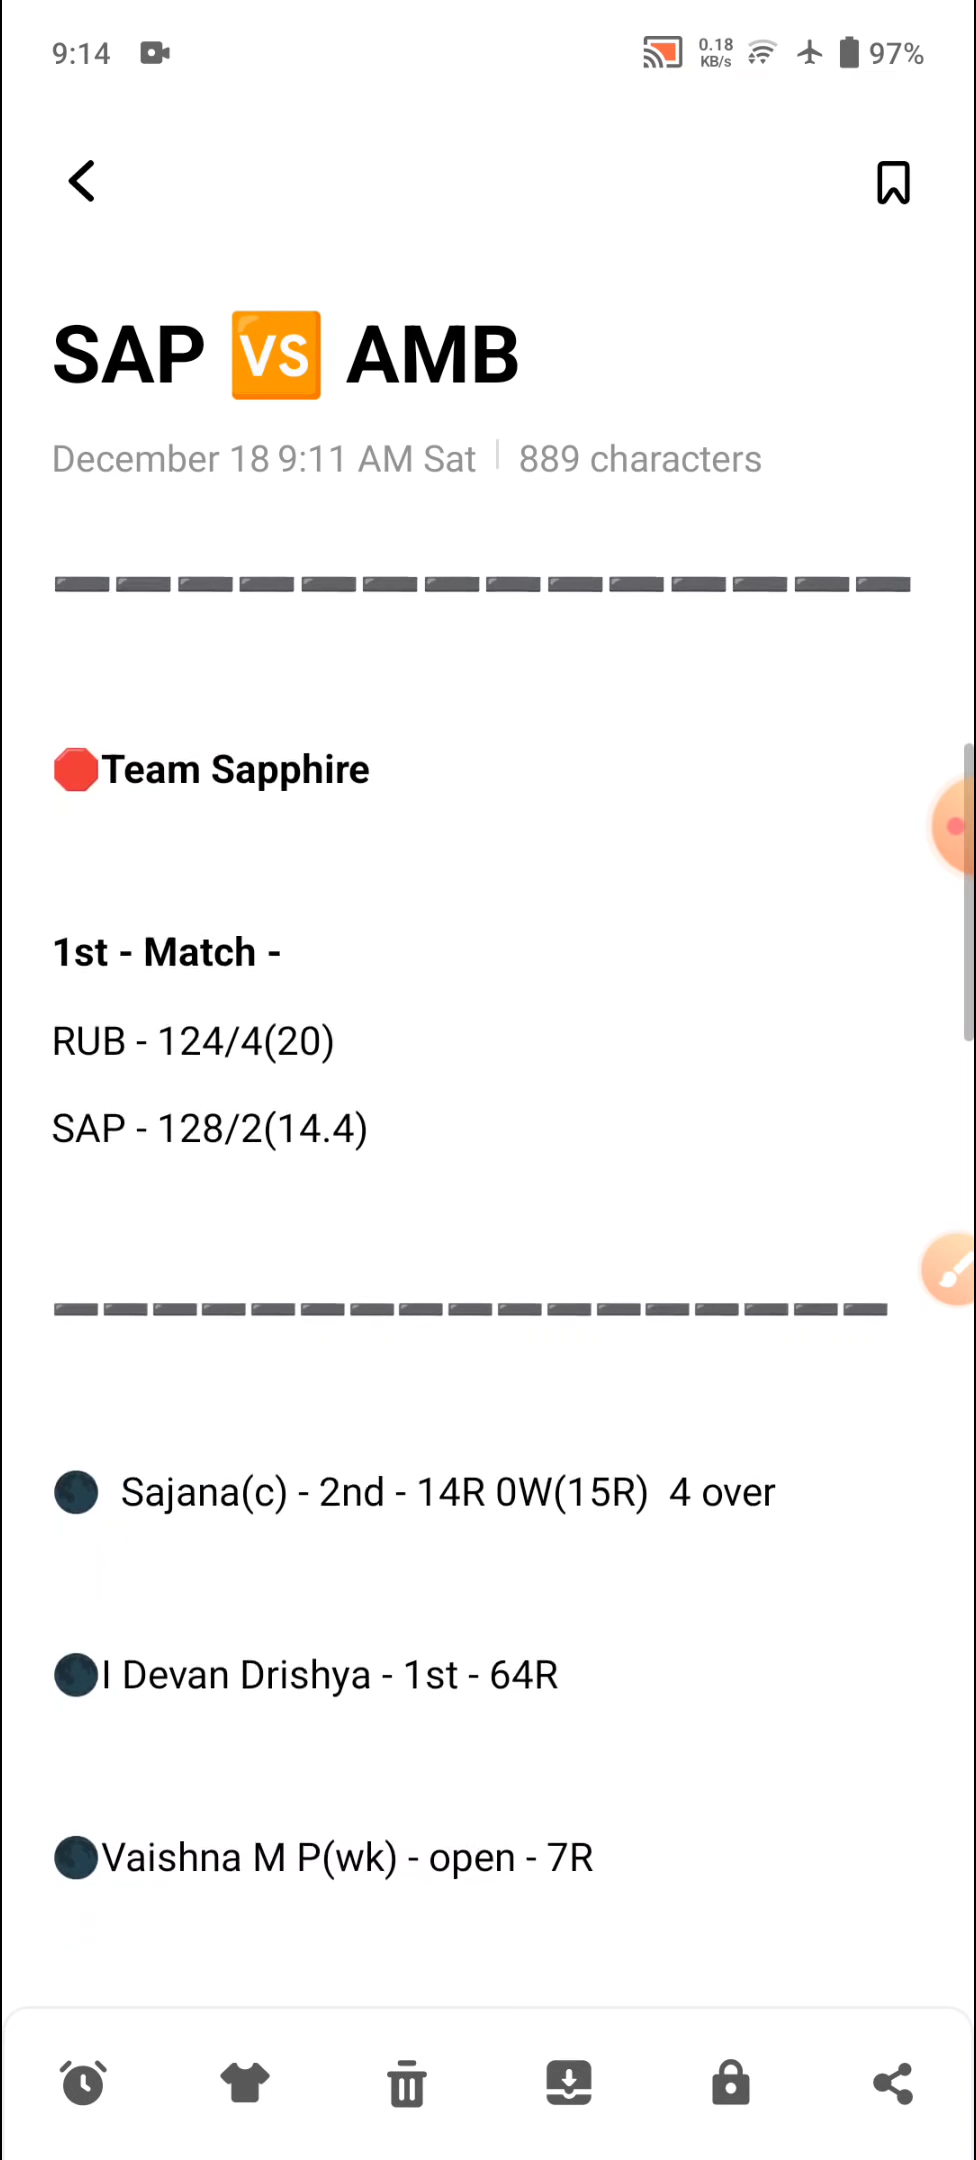 9:14 0.18 KB/s 97%
SAP 🆚 AMB
December 18 9:11 AM Sat | 889 characters
➖➖➖➖➖➖➖➖➖➖➖➖➖➖
🛑Team Sapphire
1st - Match -
RUB - 124/4(20)
SAP - 128/2(14.4)
➖➖➖➖➖➖➖➖➖➖➖➖➖➖➖➖➖
🌑 Sajana(c) - 2nd - 14R 0W(15R)  4 over
🌑I Devan Drishya - 1st - 64R
🌑Vaishna M P(wk) - open - 7R